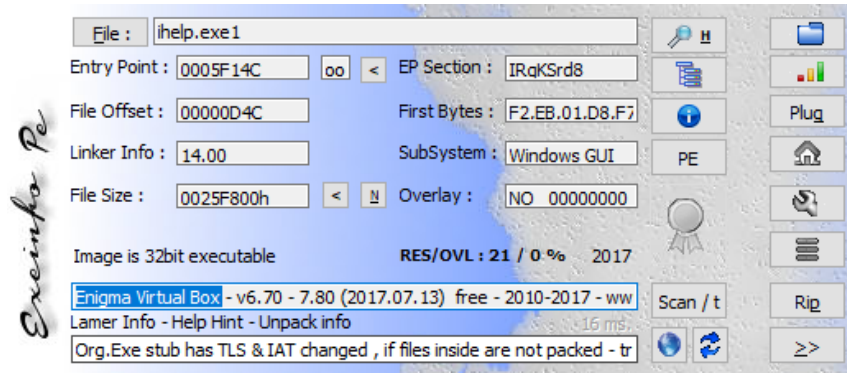 File : ihelp.exe1 H
Entry Point : 0005F14C oo < EP Section : IRqKSrd8
File Offset : 00000D4C First Bytes : F2.EB.01.D8.F7 Plug
Linker Info : 14.00 SubSystem : Windows GUI PE
File Size : 0025F800h < N Overlay : NO 00000000
Image is 32bit executable RES/OVL : 21 / 0 % 2017
Enigma Virtual Box - v6.70 - 7.80 (2017.07.13) free - 2010-2017 - ww Scan / t Rip
Lamer Info - Help Hint - Unpack info 16 ms.
Org.Exe stub has TLS & IAT changed , if files inside are not packed - tr >>
Exeinfo Pe